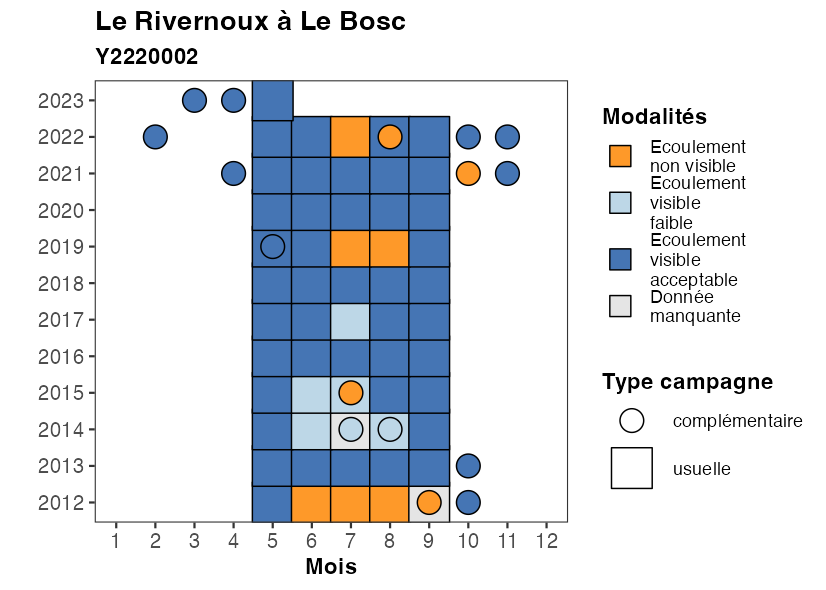 Le Rivernoux à Le Bosc
Y2220002
2023
2022
2021
2020
2019
2018
2017
2016
2015
2014
2013
2012
1 2 3 4 5 6 7 8 9 10 11 12
Mois
Modalités
Ecoulement
non visible
Ecoulement
visible
faible
Ecoulement
visible
acceptable
Donnée
manquante
Type campagne
complémentaire
usuelle